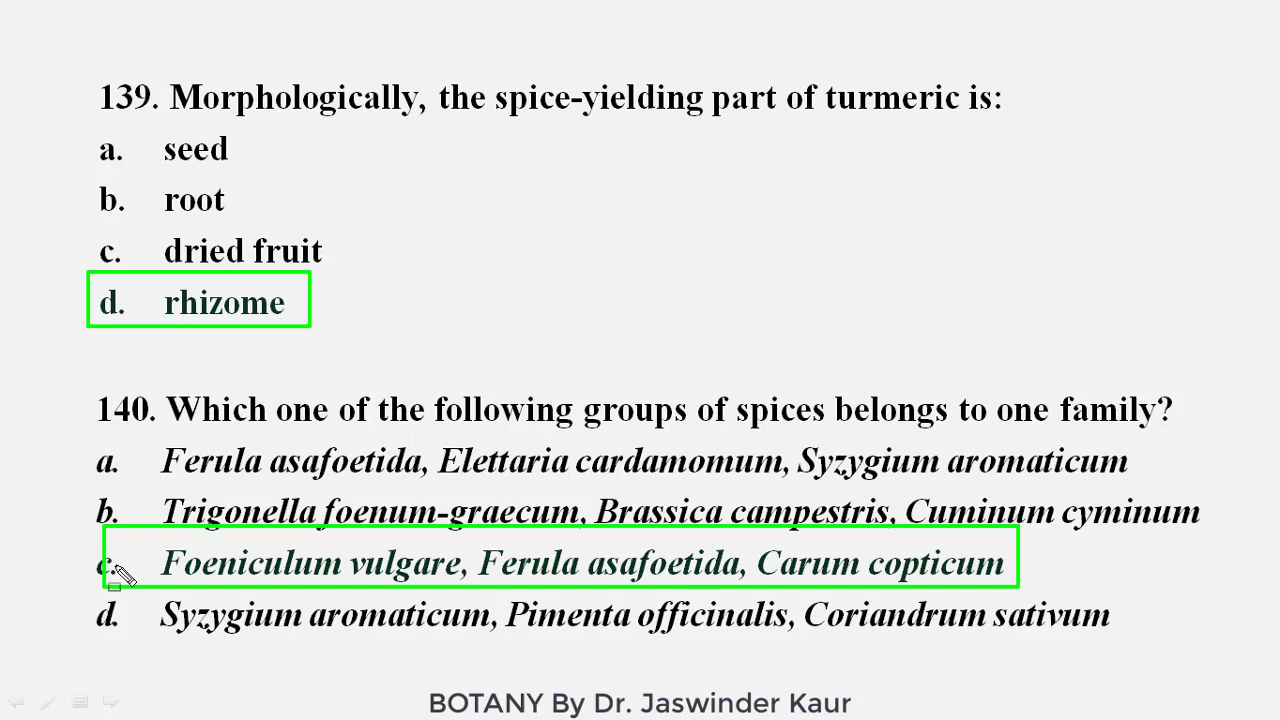 139. Morphologically, the spice-yielding part of turmeric is:
a. seed
b. root
c. dried fruit
d. rhizome
140. Which one of the following groups of spices belongs to one family?
a. Ferula asafoetida, Elettaria cardamomum, Syzygium aromaticum
b. Trigonella foenum-graecum, Brassica campestris, Cuminum cyminum
c. Foeniculum vulgare, Ferula asafoetida, Carum copticum
d. Syzygium aromaticum, Pimenta officinalis, Coriandrum sativum
BOTANY By Dr. Jaswinder Kaur